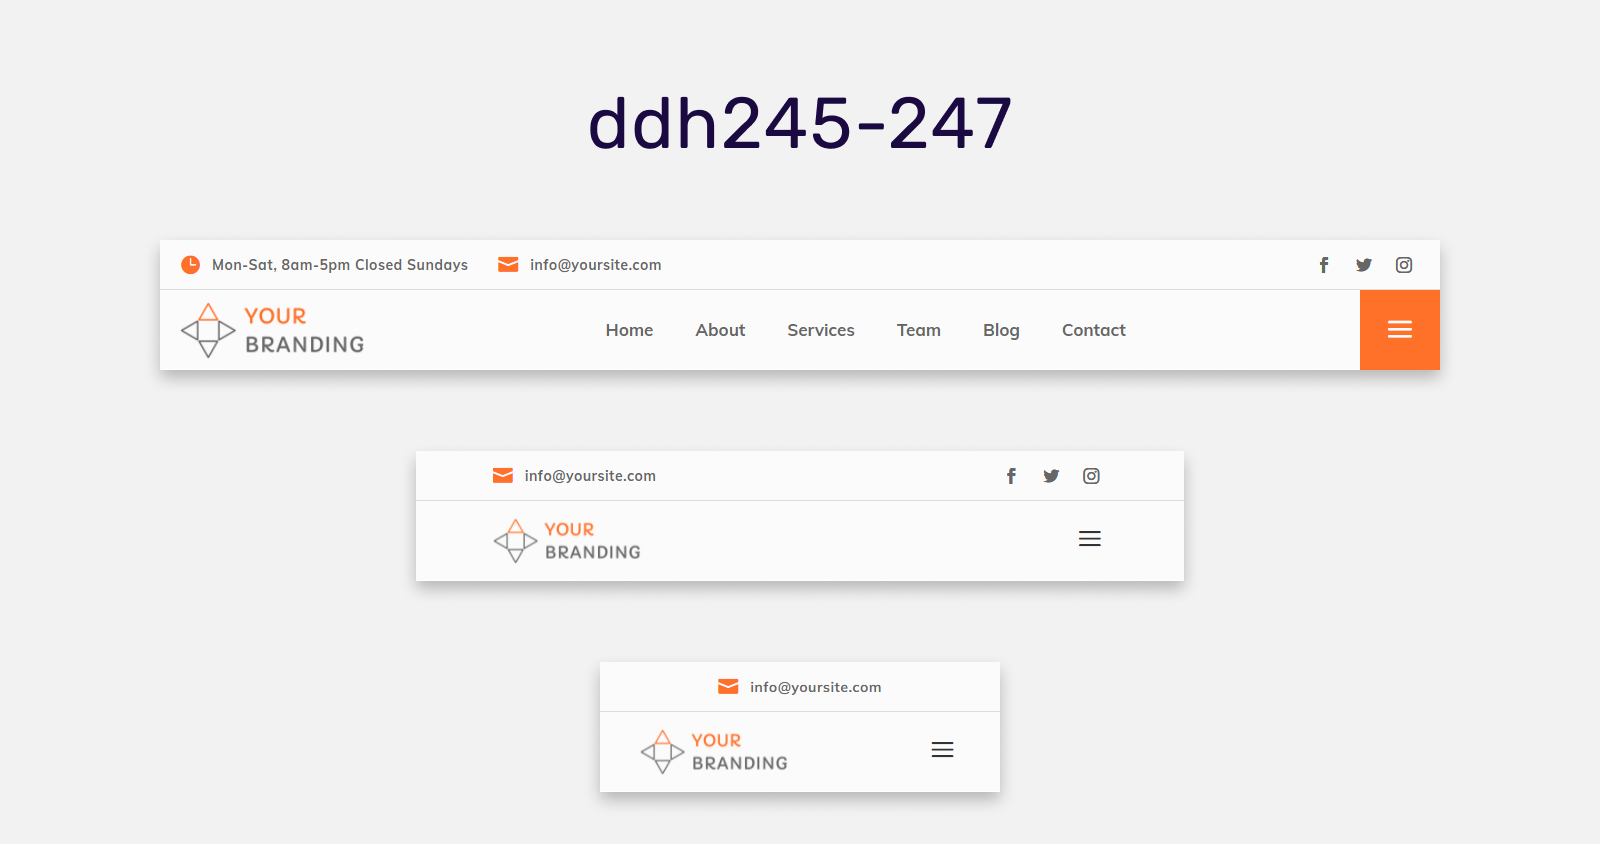 ddh245-247
Mon-Sat, 8am-5pm Closed Sundays info@yoursite.com
YOUR
BRANDING
Home About Services Team Blog Contact
info@yoursite.com
YOUR
BRANDING
info@yoursite.com
YOUR
BRANDING